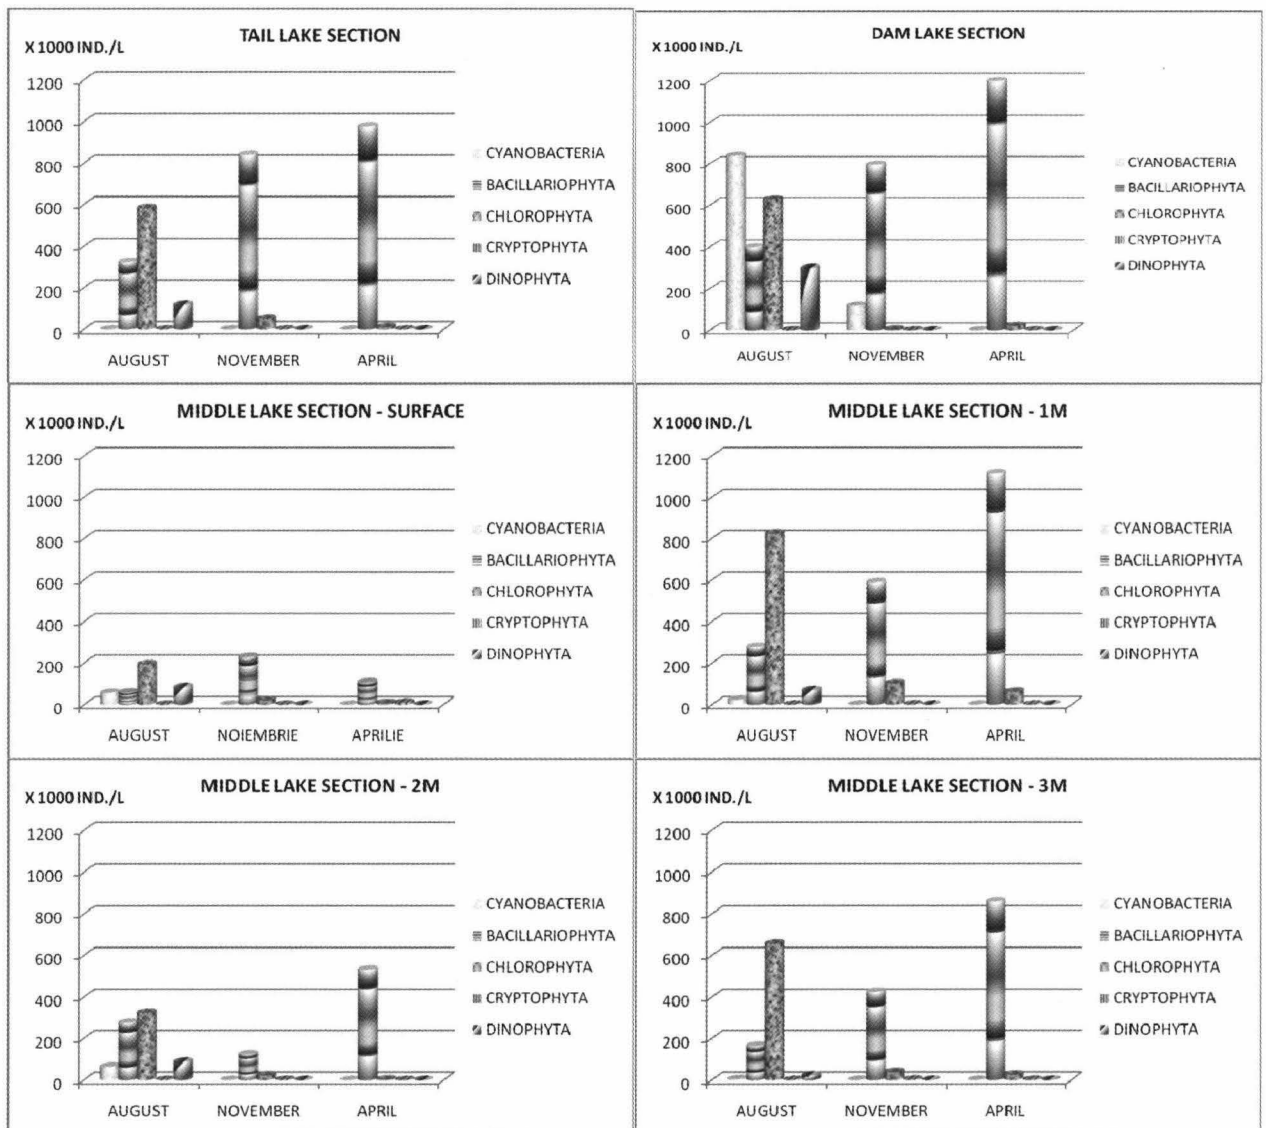 TAIL LAKE SECTION
X 1000 IND./L
1200
1000
800
600
400
200
0
AUGUST NOVEMBER APRIL
CYANOBACTERIA
BACILLARIOPHYTA
CHLOROPHYTA
CRYPTOPHYTA
DINOPHYTA
DAM LAKE SECTION
X 1000 IND./L
1200
1000
800
600
400
200
0
AUGUST NOVEMBER APRIL
CYANOBACTERIA
BACILLARIOPHYTA
CHLOROPHYTA
CRYPTOPHYTA
DINOPHYTA
MIDDLE LAKE SECTION - SURFACE
X 1000 IND./L
1200
1000
800
600
400
200
0
AUGUST NOIEMBRIE APRILIE
CYANOBACTERIA
BACILLARIOPHYTA
CHLOROPHYTA
CRYPTOPHYTA
DINOPHYTA
MIDDLE LAKE SECTION - 1M
X 1000 IND./L
1200
1000
800
600
400
200
0
AUGUST NOVEMBER APRIL
CYANOBACTERIA
BACILLARIOPHYTA
CHLOROPHYTA
CRYPTOPHYTA
DINOPHYTA
MIDDLE LAKE SECTION - 2M
X 1000 IND./L
1200
1000
800
600
400
200
0
AUGUST NOVEMBER APRIL
CYANOBACTERIA
BACILLARIOPHYTA
CHLOROPHYTA
CRYPTOPHYTA
DINOPHYTA
MIDDLE LAKE SECTION - 3M
X 1000 IND./L
1200
1000
800
600
400
200
0
AUGUST NOVEMBER APRIL
CYANOBACTERIA
BACILLARIOPHYTA
CHLOROPHYTA
CRYPTOPHYTA
DINOPHYTA